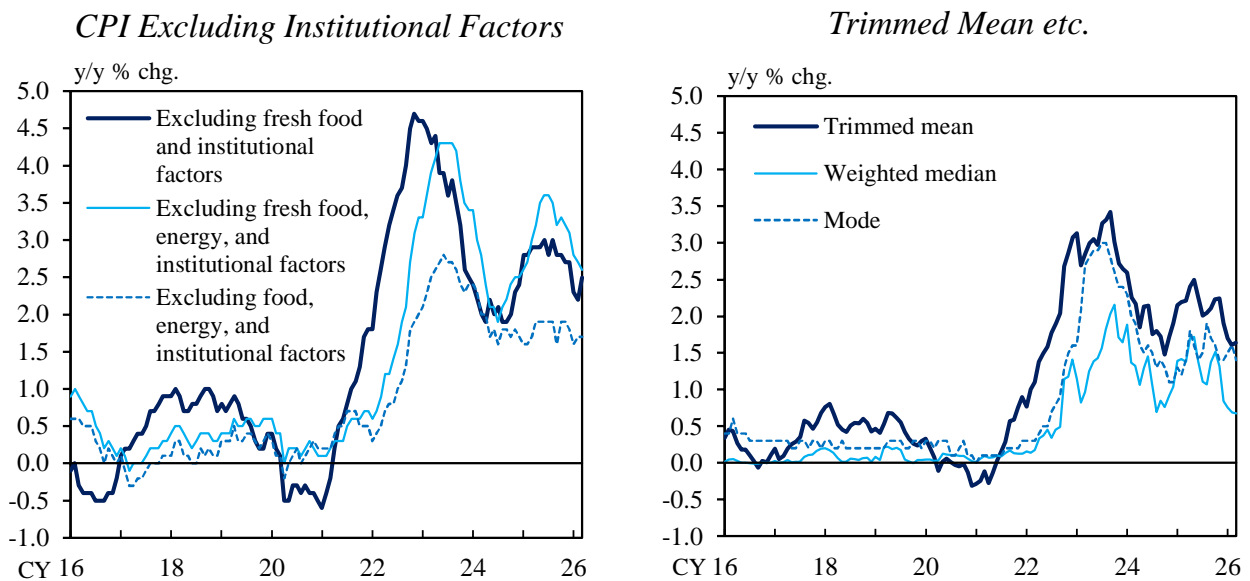 CPI Excluding Institutional Factors
y/y % chg.
5.0
4.5
4.0
3.5
3.0
2.5
2.0
1.5
1.0
0.5
0.0
-0.5
-1.0
Excluding fresh food
and institutional
factors
Excluding fresh food,
energy, and
institutional factors
Excluding food,
energy, and
institutional factors
CY 16 18 20 22 24 26
Trimmed Mean etc.
y/y % chg.
5.0
4.5
4.0
3.5
3.0
2.5
2.0
1.5
1.0
0.5
0.0
-0.5
-1.0
Trimmed mean
Weighted median
Mode
CY 16 18 20 22 24 26